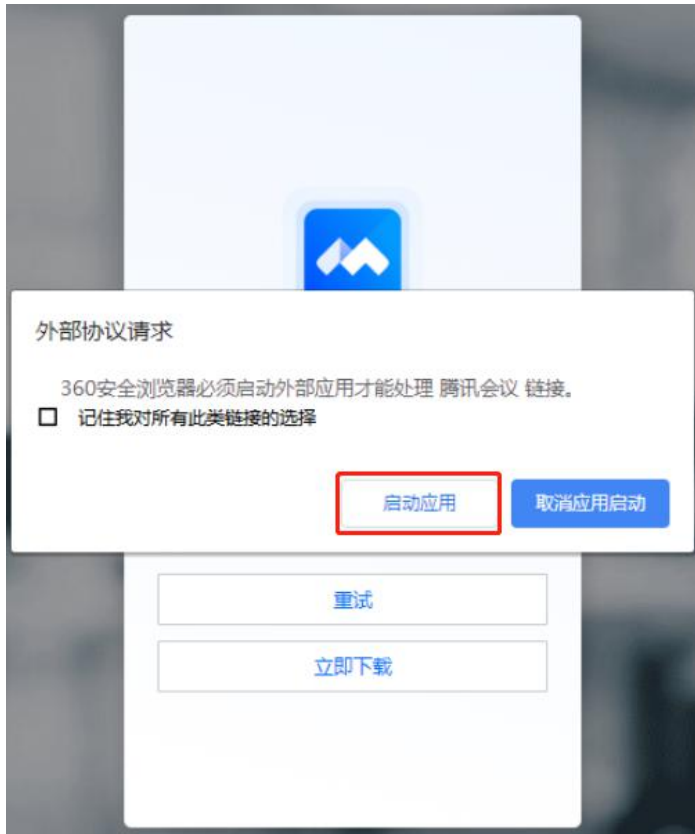 外部协议请求
360安全浏览器必须启动外部应用才能处理 腾讯会议 链接。
记住我对所有此类链接的选择
启动应用 取消应用启动
重试
立即下载